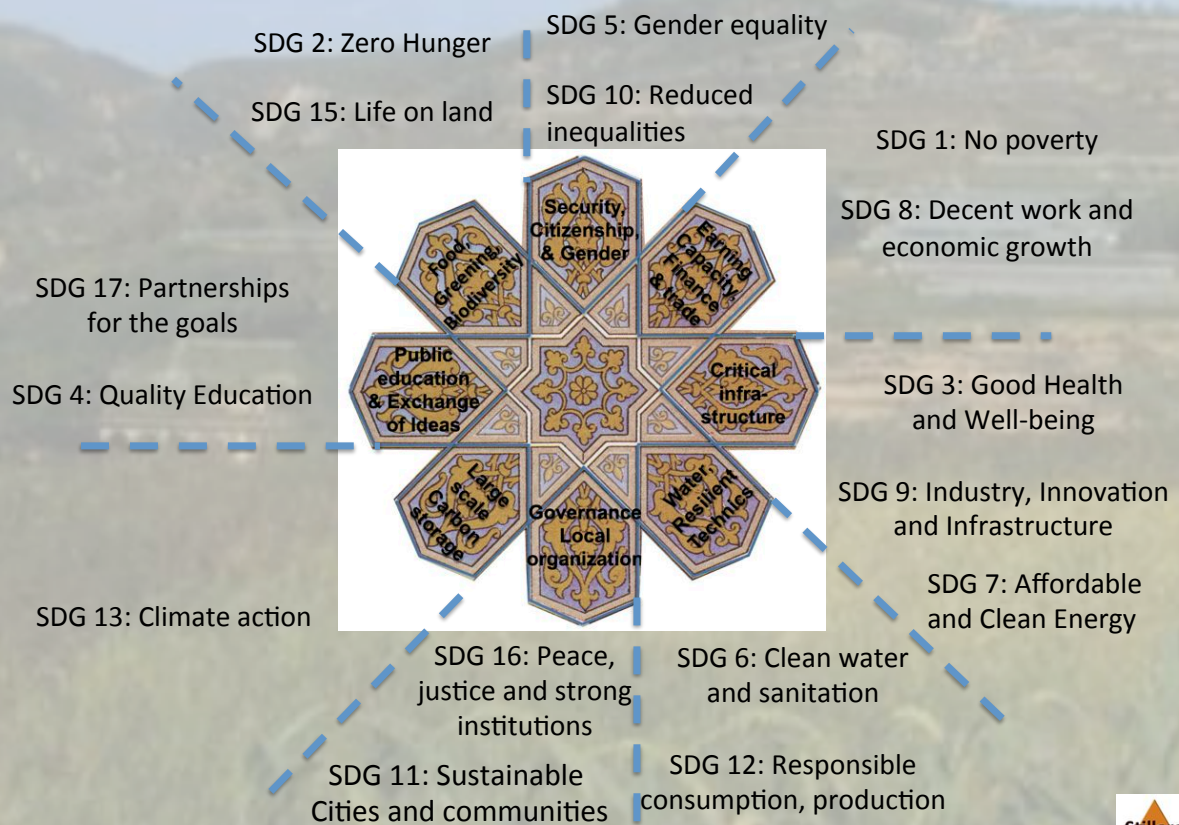 SDG 2: Zero Hunger
SDG 15: Life on land
SDG 5: Gender equality
SDG 10: Reduced
inequalities
SDG 1: No poverty
SDG 8: Decent work and
economic growth
SDG 17: Partnerships
for the goals
SDG 4: Quality Education
Security,
Citizenship,
& Gender
Food,
Greening,
Biodiversity
Earning
Capacity,
Finance
& trade
Public
education
& Exchange
of Ideas
Critical
infra-
structure
Large
scale
Carbon
storage
Governance
Local
organization
Water,
Resilient
Technics
SDG 3: Good Health
and Well-being
SDG 9: Industry, Innovation
and Infrastructure
SDG 7: Affordable
and Clean Energy
SDG 13: Climate action
SDG 16: Peace,
justice and strong
institutions
SDG 11: Sustainable
Cities and communities
SDG 6: Clean water
and sanitation
SDG 12: Responsible
consumption, production